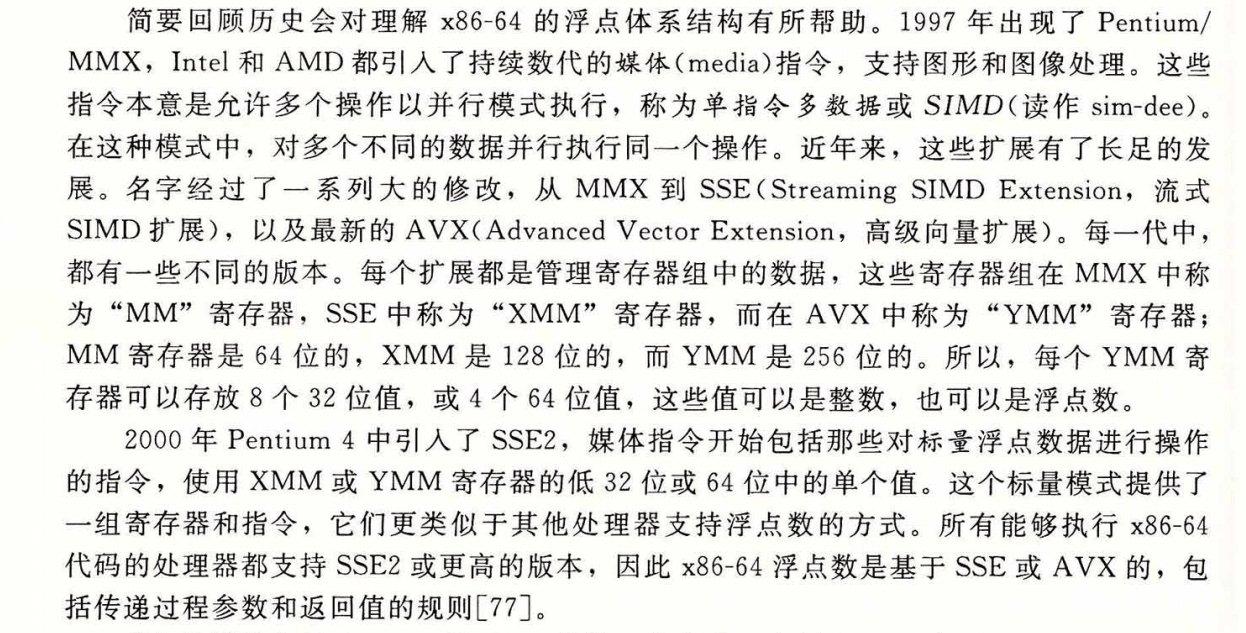 简要回顾历史会对理解 x86-64 的浮点体系结构有所帮助。1997 年出现了 Pentium/
MMX，Intel 和 AMD 都引入了持续数代的媒体(media)指令，支持图形和图像处理。这些
指令本意是允许多个操作以并行模式执行，称为单指令多数据或 SIMD(读作 sim-dee)。
在这种模式中，对多个不同的数据并行执行同一个操作。近年来，这些扩展有了长足的发
展。名字经过了一系列大的修改，从 MMX 到 SSE(Streaming SIMD Extension，流式
SIMD 扩展)，以及最新的 AVX(Advanced Vector Extension，高级向量扩展)。每一代中，
都有一些不同的版本。每个扩展都是管理寄存器组中的数据，这些寄存器组在 MMX 中称
为“MM”寄存器，SSE 中称为“XMM”寄存器，而在 AVX 中称为“YMM”寄存器；
MM 寄存器是 64 位的，XMM 是 128 位的，而 YMM 是 256 位的。所以，每个 YMM 寄
存器可以存放 8 个 32 位值，或 4 个 64 位值，这些值可以是整数，也可以是浮点数。
2000 年 Pentium 4 中引入了 SSE2，媒体指令开始包括那些对标量浮点数据进行操作
的指令，使用 XMM 或 YMM 寄存器的低 32 位或 64 位中的单个值。这个标量模式提供了
一组寄存器和指令，它们更类似于其他处理器支持浮点数的方式。所有能够执行 x86-64
代码的处理器都支持 SSE2 或更高的版本，因此 x86-64 浮点数是基于 SSE 或 AVX 的，包
括传递过程参数和返回值的规则[77]。